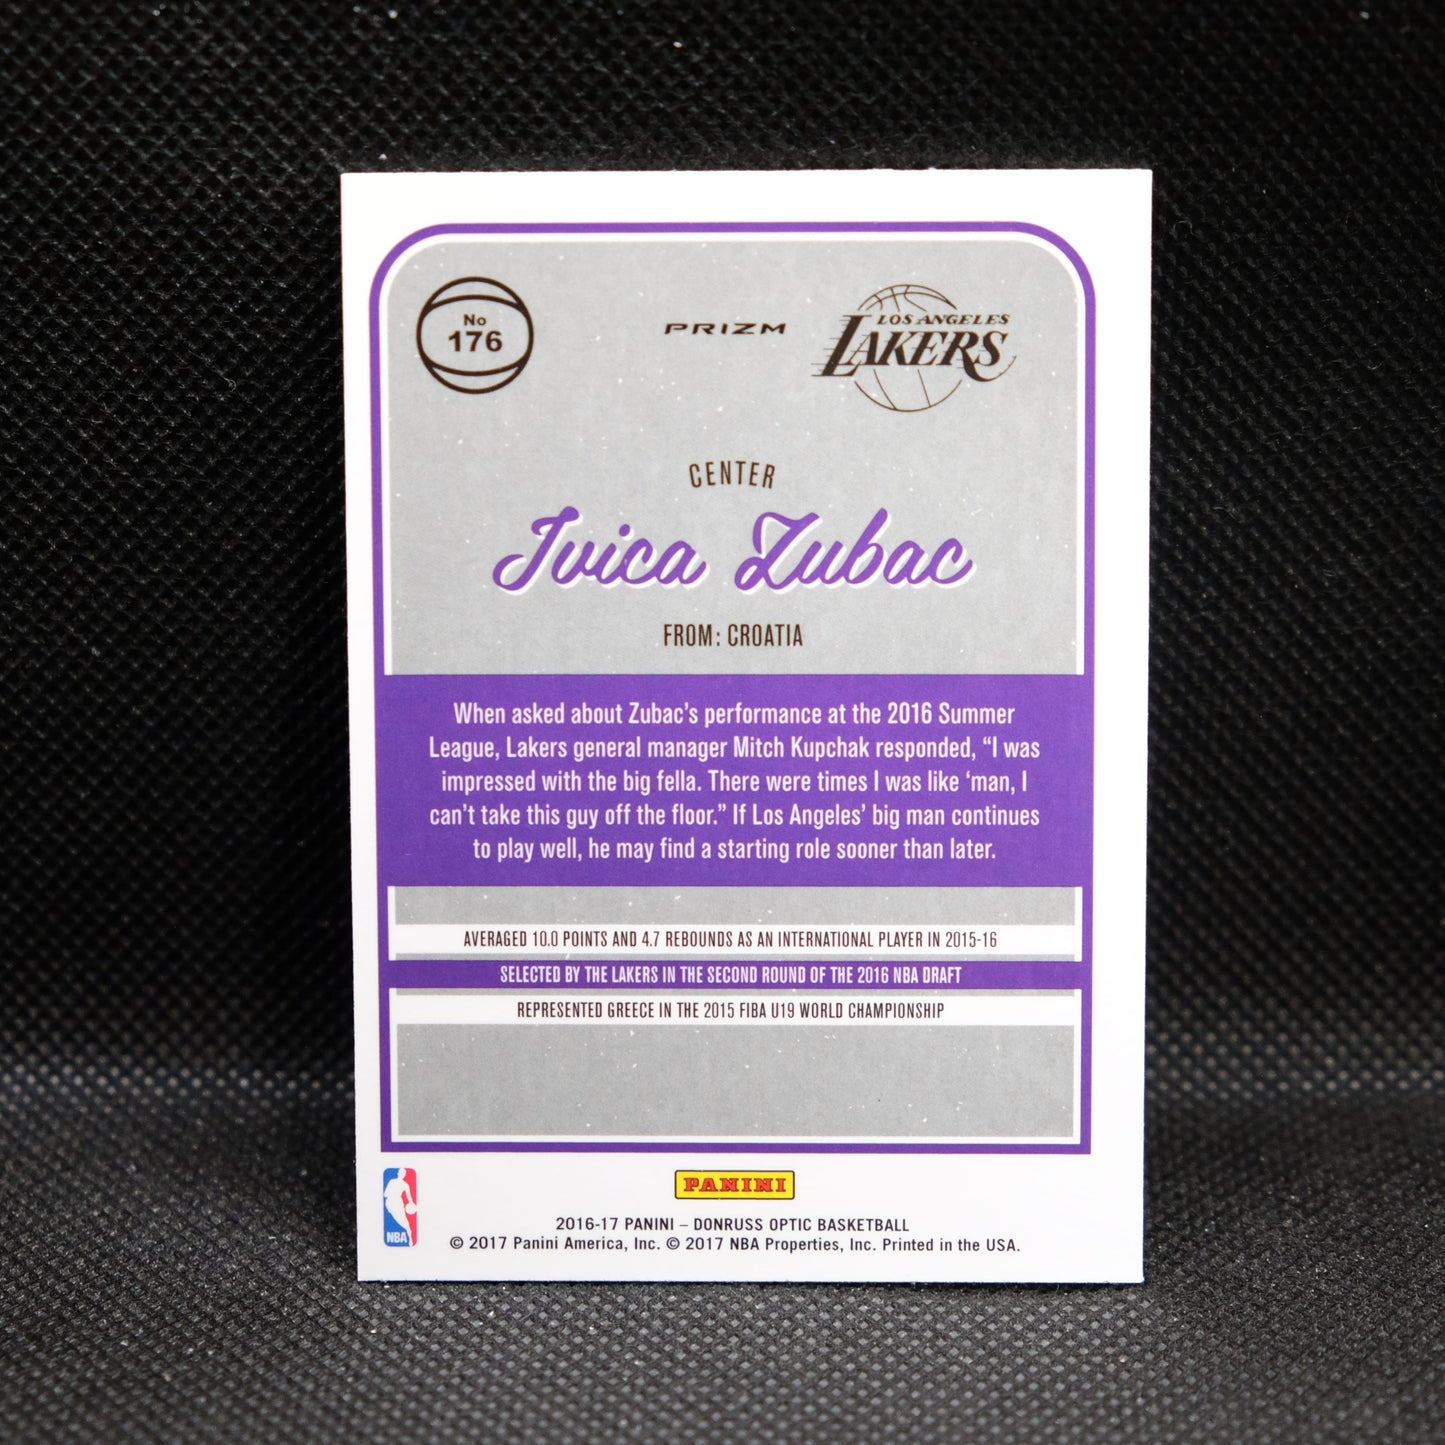 No
176
PRIZM
LOS ANGELES
LAKERS
CENTER
Ivica Zubac
FROM: CROATIA
When asked about Zubac's performance at the 2016 Summer
League, Lakers general manager Mitch Kupchak responded, “I was
impressed with the big fella. There were times I was like ‘man, I
can't take this guy off the floor.” If Los Angeles' big man continues
to play well, he may find a starting role sooner than later.
AVERAGED 10.0 POINTS AND 4.7 REBOUNDS AS AN INTERNATIONAL PLAYER IN 2015-16
SELECTED BY THE LAKERS IN THE SECOND ROUND OF THE 2016 NBA DRAFT
REPRESENTED GREECE IN THE 2015 FIBA U19 WORLD CHAMPIONSHIP
NBA
PANINI
2016-17 PANINI – DONRUSS OPTIC BASKETBALL
© 2017 Panini America, Inc. © 2017 NBA Properties, Inc. Printed in the USA.